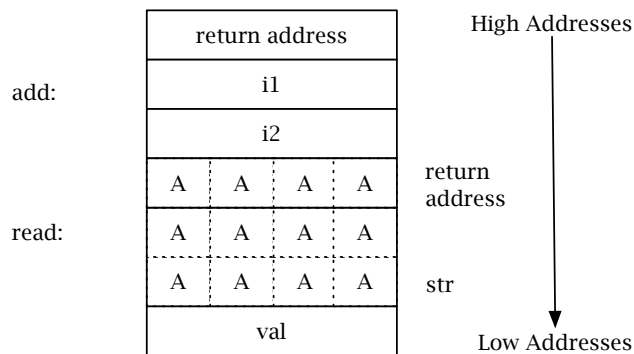 return address
High Addresses
add:
i1
i2
A A A A
return
address
read:
A A A A
A A A A
str
val
Low Addresses